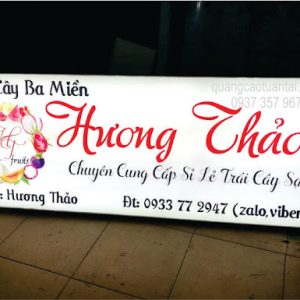 quangcaotuantai.
0937 357 967
Cây Ba Miền
Hương Thảo
fruits
Chuyên Cung Cấp Sỉ Lẻ Trái Cây Sạ
: Hương Thảo
Đt: 0933 77 2947 (zalo,viber